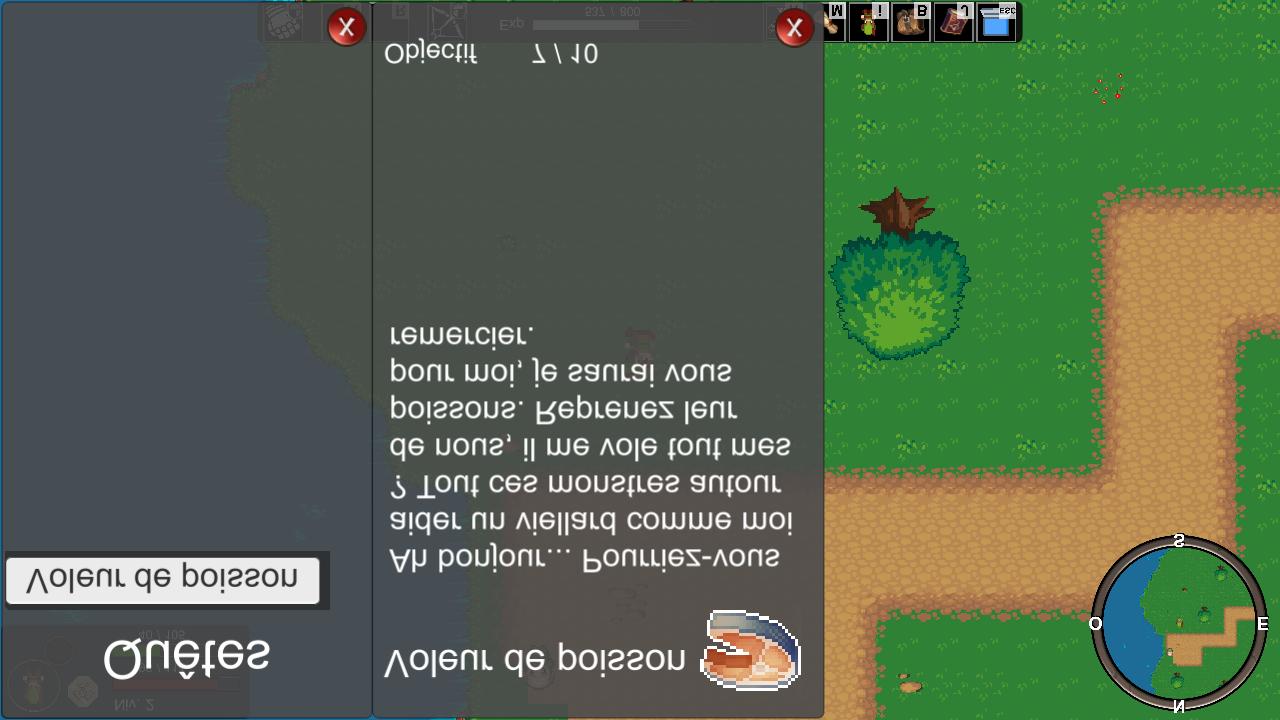 Quêtes
Voleur de poisson
Voleur de poisson
Ah bonjour... Pourriez-vous
aider un viellard comme moi
? Tout ces monstres autour
de nous, il me vole tout mes
poissons. Reprenez leur
pour moi, je saurai vous
remercier.
Objectif 7 / 10
Niv. 2
Exp 537 / 800
M I B J ESC
N
O E
S